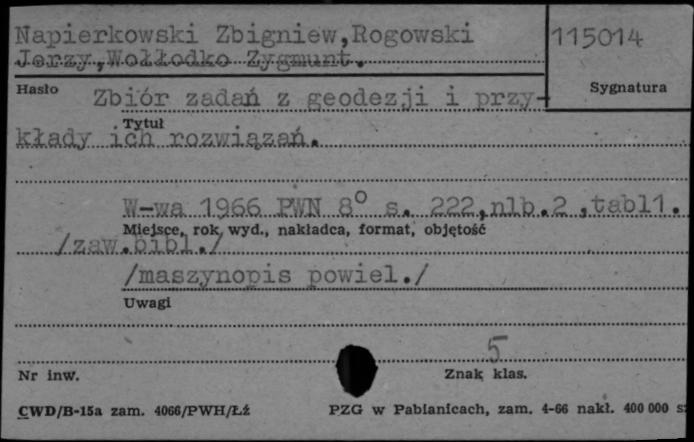 Napierkowski Zbigniew,Rogowski
115014
Jerzy,Wołłodko Zygmunt.
Hasło
Sygnatura
Zbiór zadań z geodezji i przy-
Tytuł
kłady ich rozwiązań.
W-wa 1966 PWN 8° s. 222,nlb.2 ,tabl1.
Miejsce, rok, wyd., nakładca, format, objętość
/zaw.bibl./
/maszynopis powiel./
Uwagi
5
Nr inw.
Znak klas.
CWD/B-15a zam. 4066/PWH/Łź
PZG w Pabianicach, zam. 4-66 nakł. 400 000